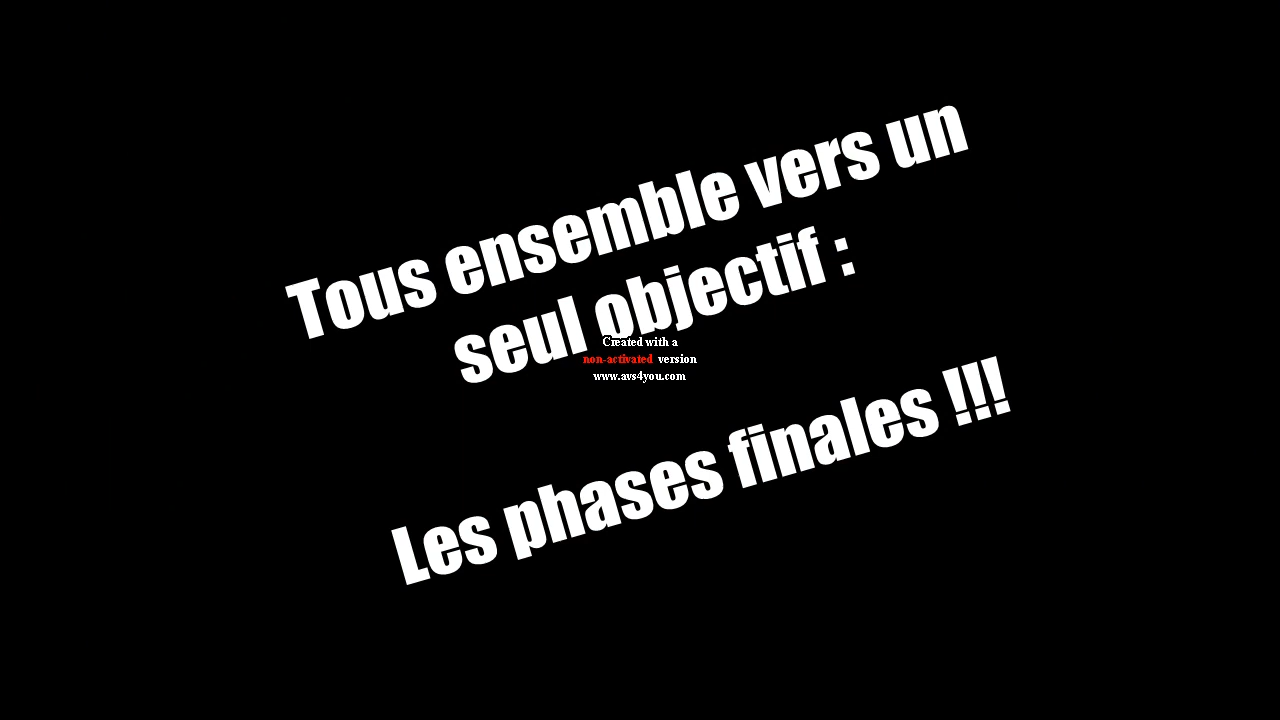 Tous ensemble vers un
seul objectif :
Created with a
non-activated version
www.avs4you.com
Les phases finales !!!